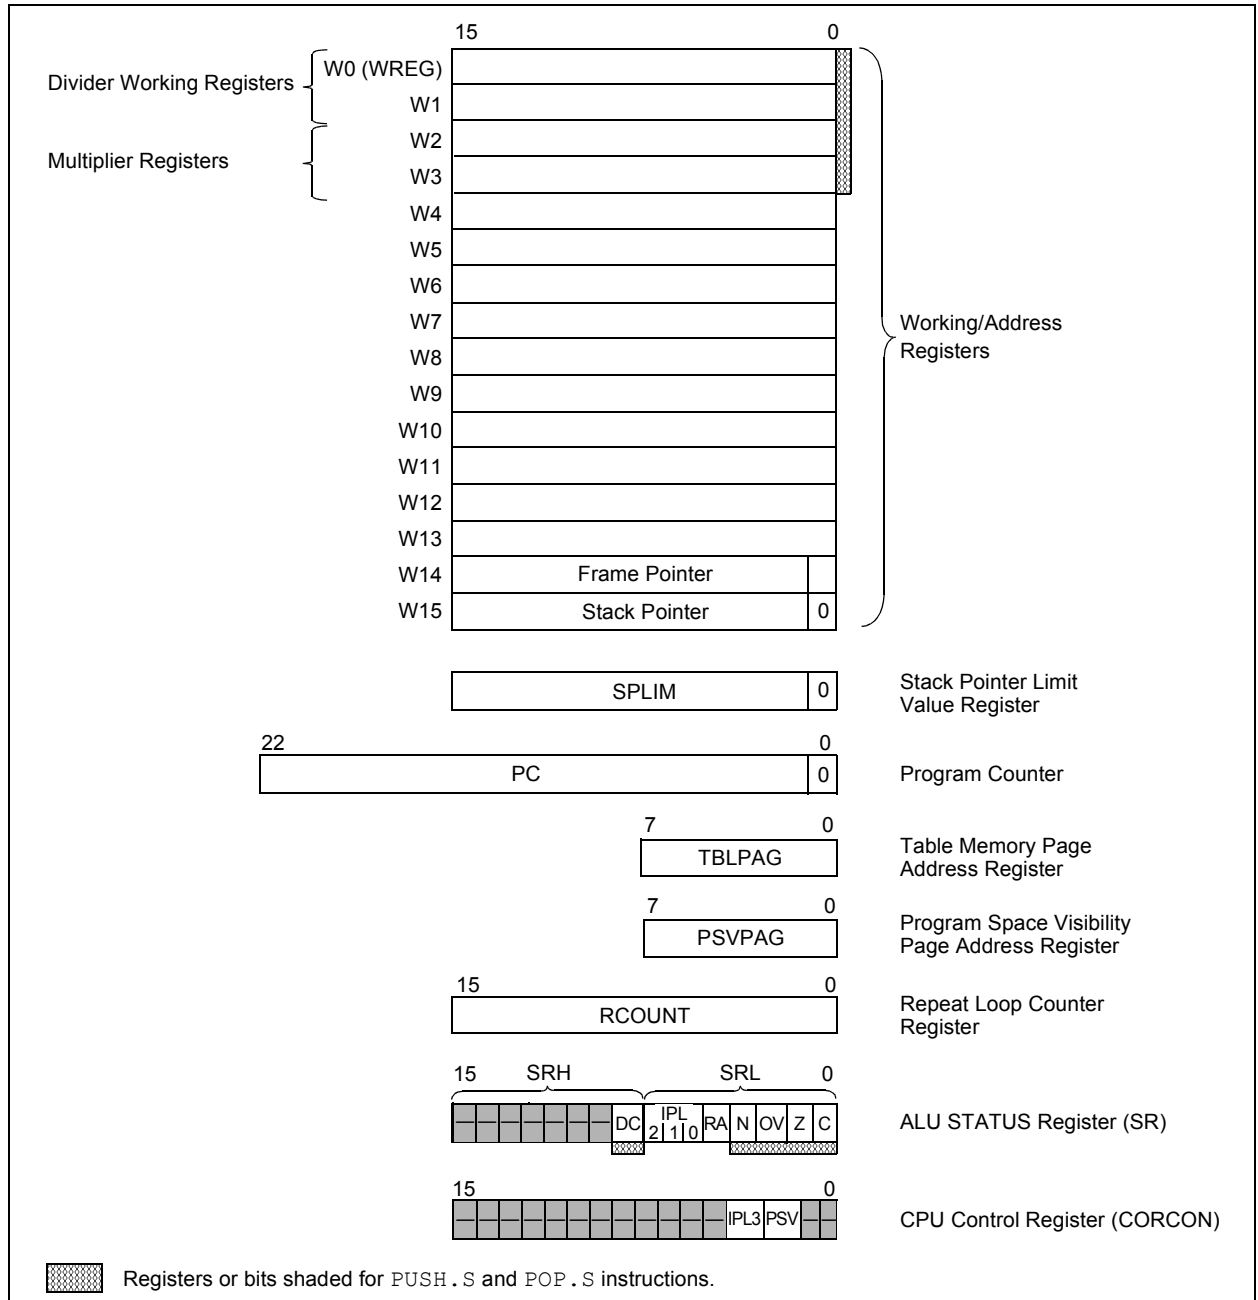 15 0
W0 (WREG)
Divider Working Registers
W1
W2
Multiplier Registers
W3
W4
W5
W6
W7
Working/Address
Registers
W8
W9
W10
W11
W12
W13
W14 Frame Pointer
W15 Stack Pointer 0
SPLIM 0
Stack Pointer Limit
Value Register
22 0
PC 0 Program Counter
7 0
TBLPAG
Table Memory Page
Address Register
7 0
PSVPAG
Program Space Visibility
Page Address Register
15 0
RCOUNT
Repeat Loop Counter
Register
15 SRH SRL 0
— — — — — — — DC IPL 2 1 0 RA N OV Z C ALU STATUS Register (SR)
15 0
— — — — — — — — — — — — IPL3 PSV — — CPU Control Register (CORCON)
Registers or bits shaded for PUSH.S and POP.S instructions.